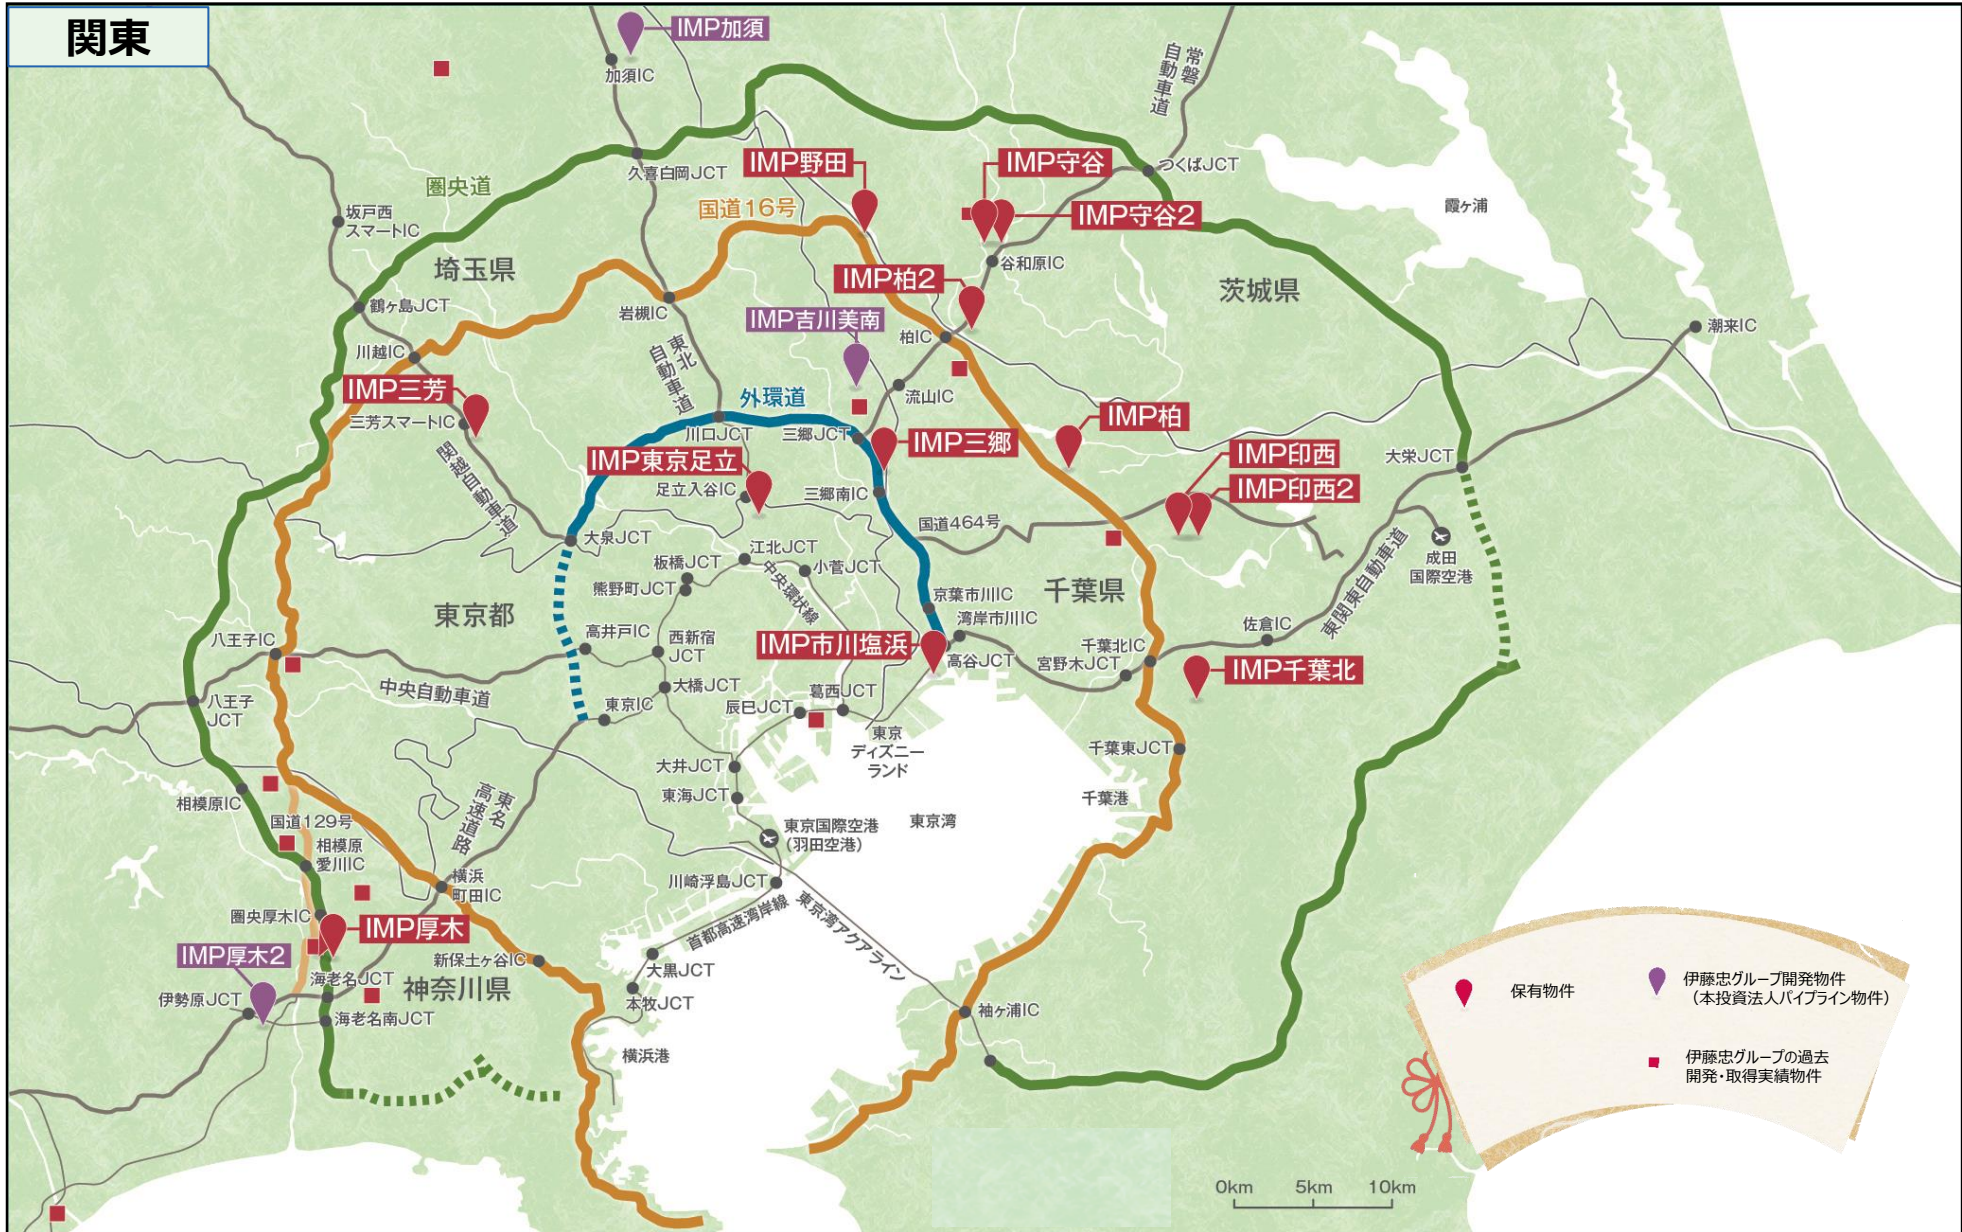 関東
IMP加須
加須IC
常磐
自動車道
IMP野田
IMP守谷
つくばJCT
久喜白岡JCT
圏央道
国道16号
IMP守谷2
霞ヶ浦
坂戸西
スマートIC
谷和原IC
埼玉県
IMP柏2
茨城県
鶴ヶ島JCT
岩槻IC
IMP吉川美南
柏IC
潮来IC
川越IC
東北
自動車道
IMP三芳
外環道
流山IC
三芳スマートIC
川口JCT
三郷JCT
IMP三郷
IMP柏
関越自動車道
IMP東京足立
IMP印西
大栄JCT
足立入谷IC
三郷南IC
IMP印西2
国道464号
大泉JCT
江北JCT
板橋JCT
小菅JCT
熊野町JCT
中央環状線
成田
国際空港
東関東自動車道
千葉県
東京都
京葉市川IC
湾岸市川IC
八王子IC
高井戸IC
西新宿
JCT
IMP市川塩浜
佐倉IC
千葉北IC
高谷JCT
宮野木JCT
IMP千葉北
中央自動車道
大橋JCT
葛西JCT
八王子
JCT
東京IC
辰巳JCT
東京
ディズニー
ランド
千葉東JCT
大井JCT
相模原IC
東海JCT
千葉港
東名
高速道路
国道129号
東京国際空港
（羽田空港）
東京湾
相模原
愛川IC
横浜
町田IC
川崎浮島JCT
圏央厚木IC
IMP厚木
首都高速湾岸線
東京湾アクアライン
IMP厚木2
新保土ヶ谷IC
大黒JCT
海老名JCT
神奈川県
伊勢原JCT
本牧JCT
海老名南JCT
袖ヶ浦IC
横浜港
保有物件
伊藤忠グループ開発物件
（本投資法人パイプライン物件）
伊藤忠グループの過去
開発・取得実績物件
0km 5km 10km